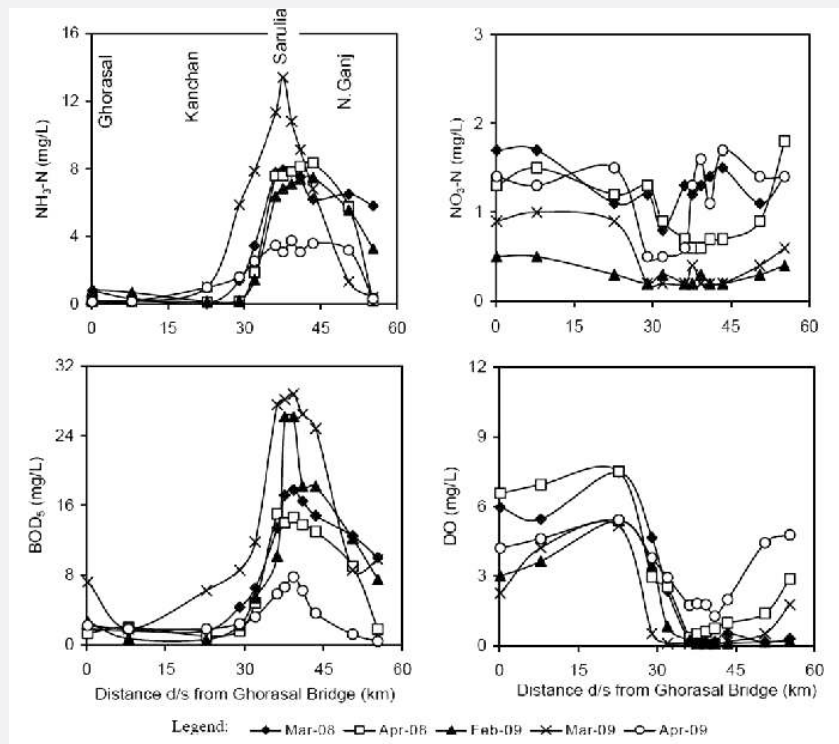 NH₃-N (mg/L)
16
12
8
4
0
0 15 30 45 60
Ghorasal
Kanchan
Sarulia
N.Ganj
NO₃-N (mg/L)
3
2
1
0
0 15 30 45 60
BOD₅ (mg/L)
32
24
16
8
0
0 15 30 45 60
Distance d/s from Ghorasal Bridge (km)
DO (mg/L)
12
9
6
3
0
0 15 30 45 60
Distance d/s from Ghorasal Bridge (km)
Legend: Mar-08 Apr-08 Feb-09 Mar-09 Apr-09